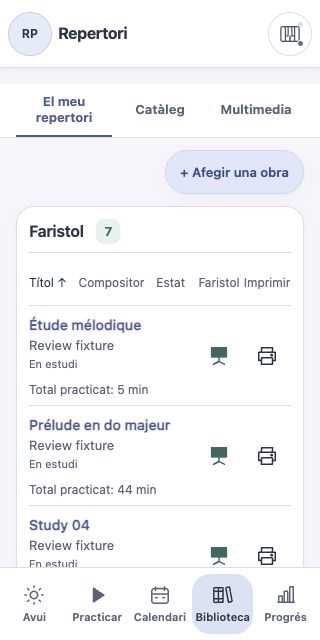 RP
Repertori
El meu
repertori
Catàleg
Multimedia
+ Afegir una obra
Faristol 7
Títol ↑ Compositor Estat Faristol Imprimir
Étude mélodique
Review fixture
En estudi
Total practicat: 5 min
Prélude en do majeur
Review fixture
En estudi
Total practicat: 44 min
Study 04
Review fixture
En estudi
Avui Practicar Calendari Biblioteca Progrés